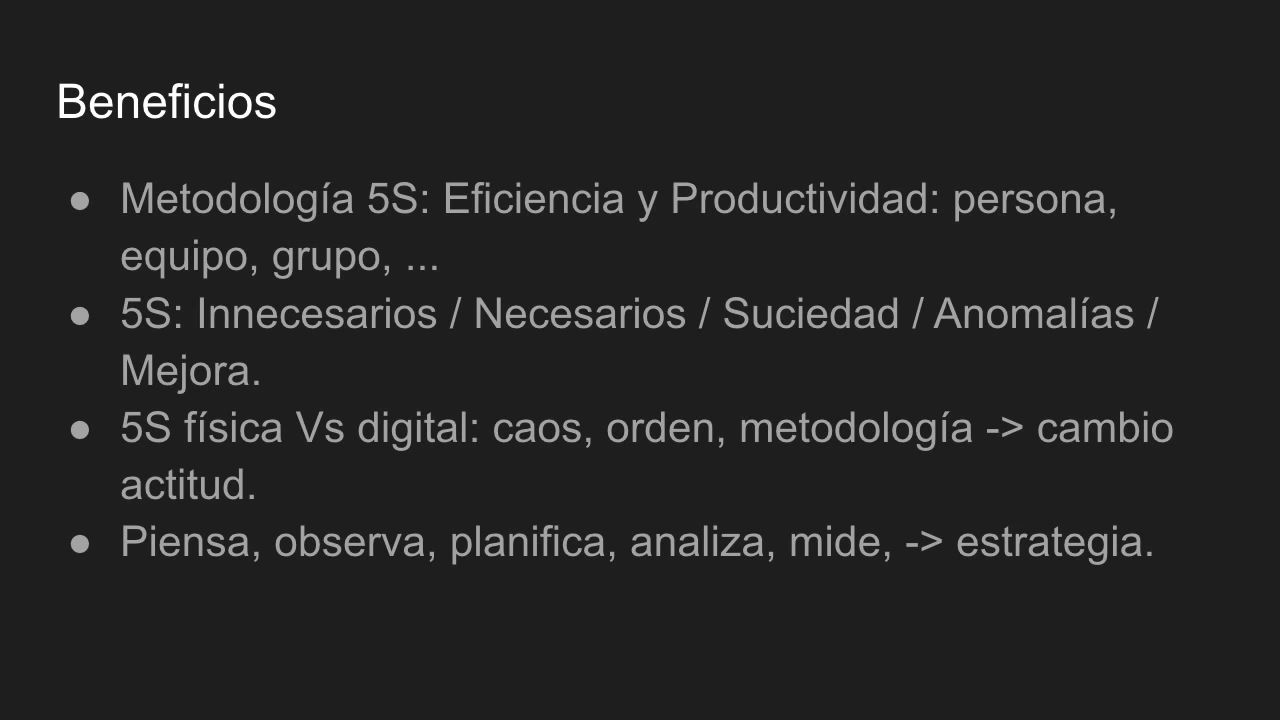 Beneficios
● Metodología 5S: Eficiencia y Productividad: persona,
equipo, grupo, ...
● 5S: Innecesarios / Necesarios / Suciedad / Anomalías /
Mejora.
● 5S física Vs digital: caos, orden, metodología -> cambio
actitud.
● Piensa, observa, planifica, analiza, mide, -> estrategia.